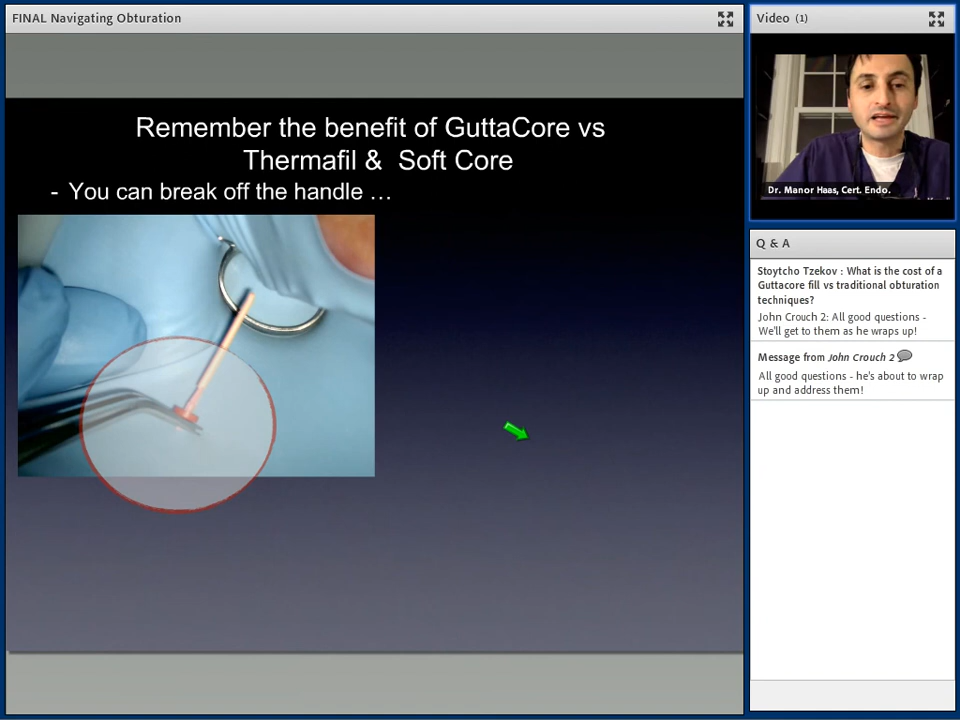 FINAL Navigating Obturation
Remember the benefit of GuttaCore vs
Thermafil & Soft Core
- You can break off the handle ...
Video (1)
Dr. Manor Haas, Cert. Endo.
Q & A
Stoytcho Tzekov : What is the cost of a
Guttacore fill vs traditional obturation
techniques?
John Crouch 2: All good questions -
We'll get to them as he wraps up!
Message from John Crouch 2
All good questions - he's about to wrap
up and address them!